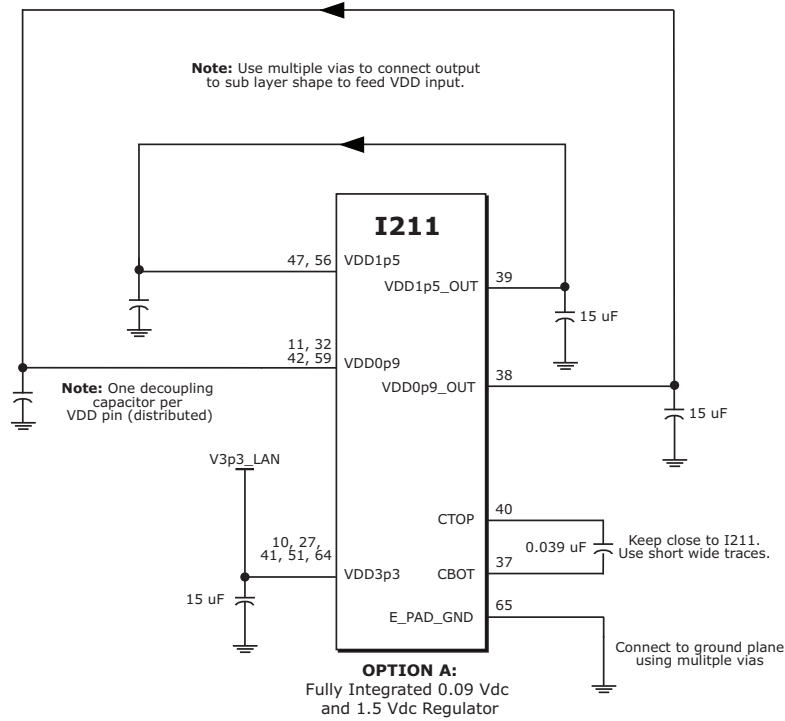 Note: Use multiple vias to connect output
to sub layer shape to feed VDD input.
I211
47, 56
VDD1p5
VDD1p5_OUT
39
15 uF
11, 32
42, 59
VDD0p9
VDD0p9_OUT
38
15 uF
Note: One decoupling
capacitor per
VDD pin (distributed)
V3p3_LAN
10, 27,
41, 51, 64
VDD3p3
15 uF
CTOP
40
0.039 uF
Keep close to I211.
Use short wide traces.
CBOT
37
E_PAD_GND
65
Connect to ground plane
using mulitple vias
OPTION A:
Fully Integrated 0.09 Vdc
and 1.5 Vdc Regulator